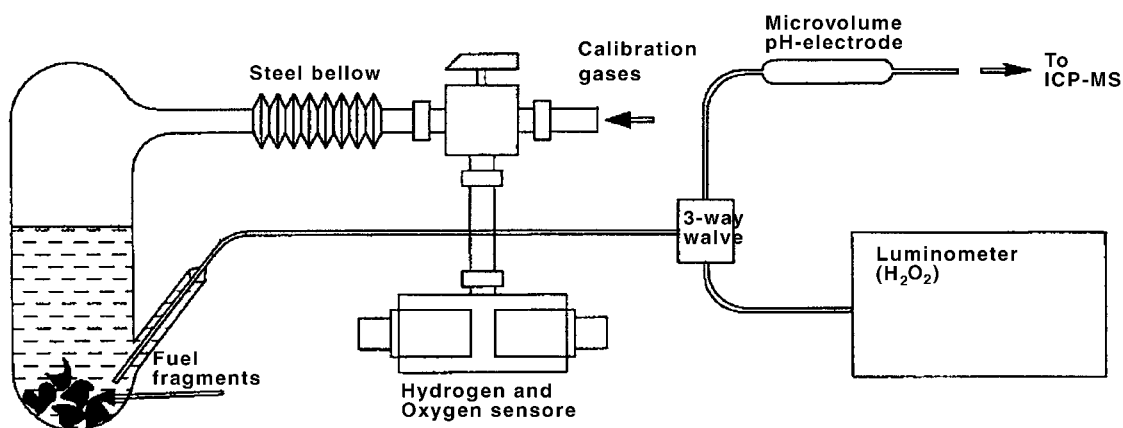 Microvolume
pH-electrode
Calibration
gases
Steel bellow
To
ICP-MS
3-way
walve
Luminometer
(H₂O₂)
Fuel
fragments
Hydrogen and
Oxygen sensore